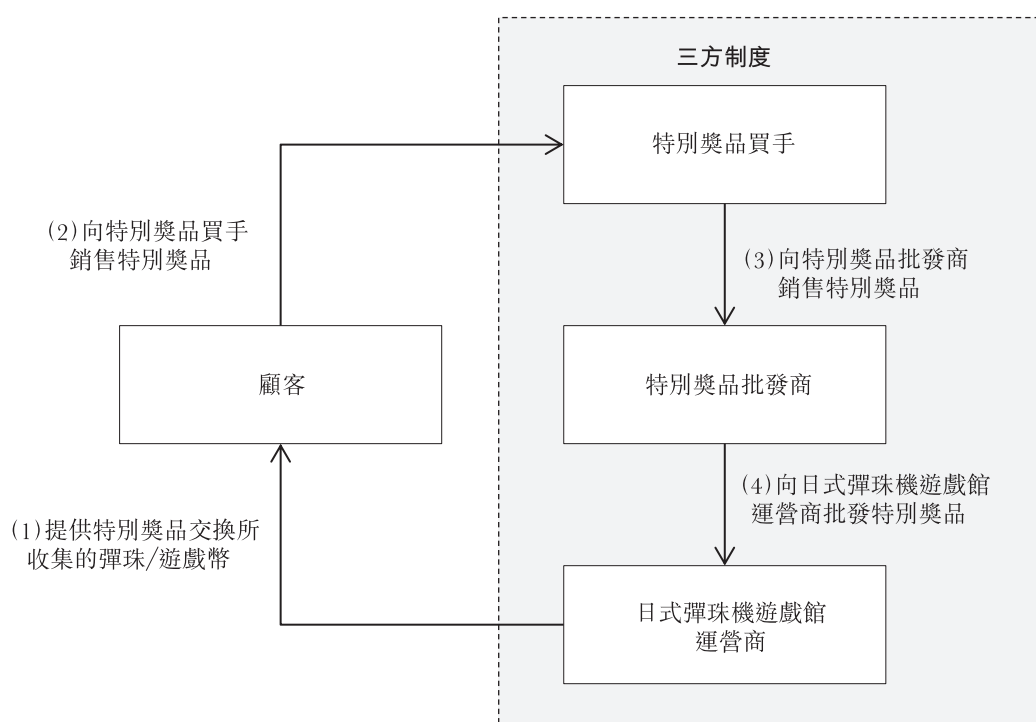 三方制度
特別獎品買手
(2)向特別獎品買手
銷售特別獎品
(3)向特別獎品批發商
銷售特別獎品
顧客
特別獎品批發商
(4)向日式彈珠機遊戲館
運營商批發特別獎品
(1)提供特別獎品交換所
收集的彈珠/遊戲幣
日式彈珠機遊戲館
運營商